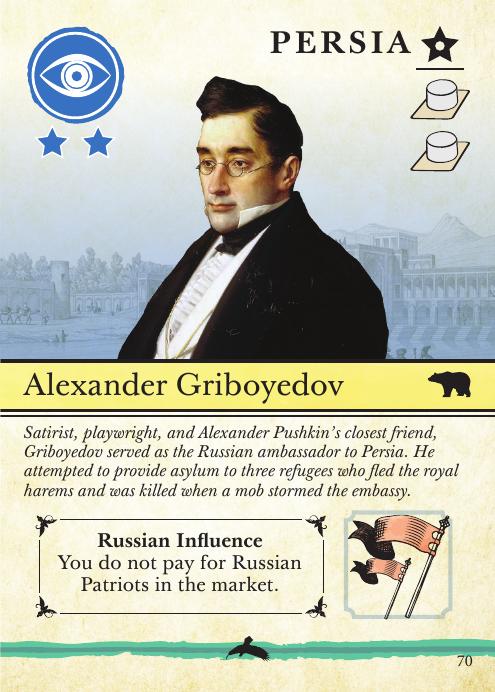 PERSIA
Alexander Griboyedov
Satirist, playwright, and Alexander Pushkin's closest friend,
Griboyedov served as the Russian ambassador to Persia. He
attempted to provide asylum to three refugees who fled the royal
harems and was killed when a mob stormed the embassy.
Russian Influence
You do not pay for Russian
Patriots in the market.
70